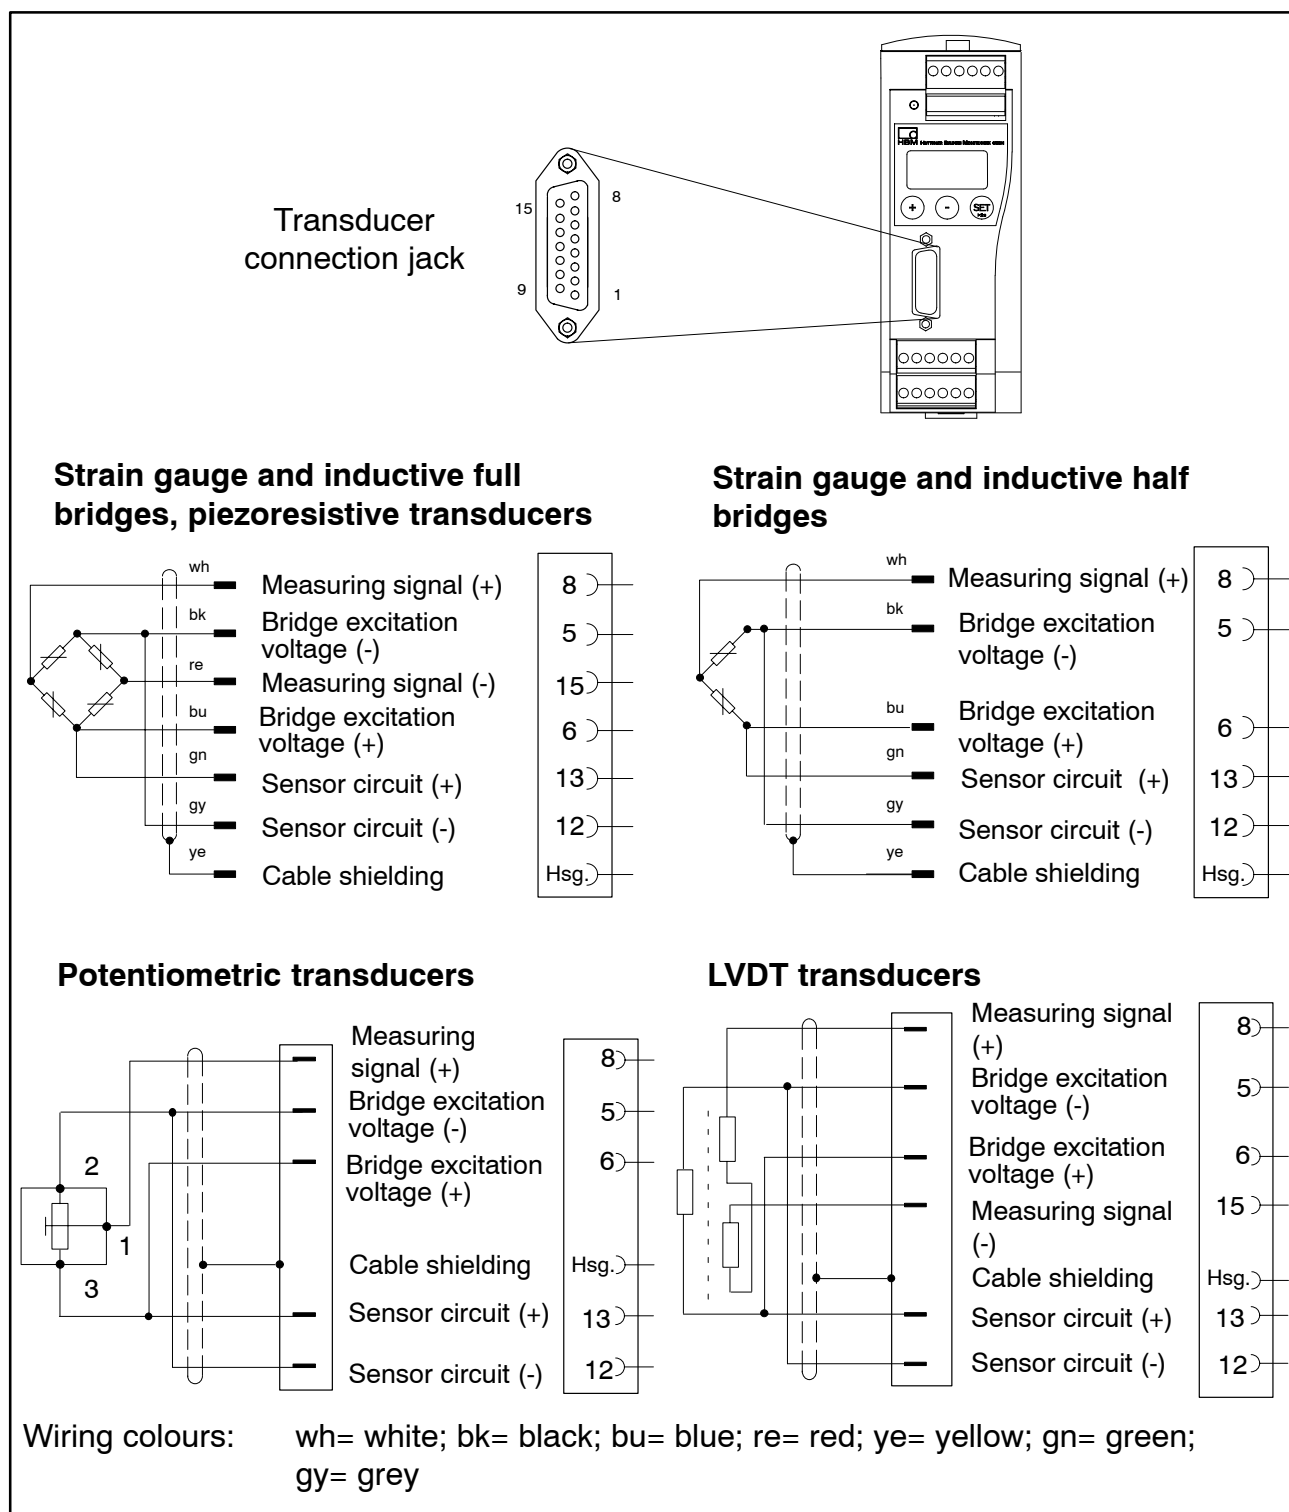 HBM HOTTINGER BALDWIN MESSTECHNIK GMBH
+ - SET
15 8
Transducer
connection jack
9 1
Strain gauge and inductive full
bridges, piezoresistive transducers
wh Measuring signal (+) 8
bk Bridge excitation
voltage (-) 5
re Measuring signal (-) 15
bu Bridge excitation
voltage (+) 6
gn Sensor circuit (+) 13
gy Sensor circuit (-) 12
ye Cable shielding Hsg.
Strain gauge and inductive half
bridges
wh Measuring signal (+) 8
bk Bridge excitation 5
voltage (-)
bu Bridge excitation
voltage (+) 6
gn Sensor circuit (+) 13
gy Sensor circuit (-) 12
ye Cable shielding Hsg.
Potentiometric transducers
Measuring
signal (+) 8
Bridge excitation
voltage (-) 5
Bridge excitation 6
voltage (+)
2
1
3
Cable shielding Hsg.
Sensor circuit (+) 13
Sensor circuit (-) 12
LVDT transducers
Measuring signal 8
(+)
Bridge excitation 5
voltage (-)
Bridge excitation 6
voltage (+)
Measuring signal 15
(-)
Cable shielding Hsg.
Sensor circuit (+) 13
Sensor circuit (-) 12
Wiring colours: wh= white; bk= black; bu= blue; re= red; ye= yellow; gn= green;
gy= grey